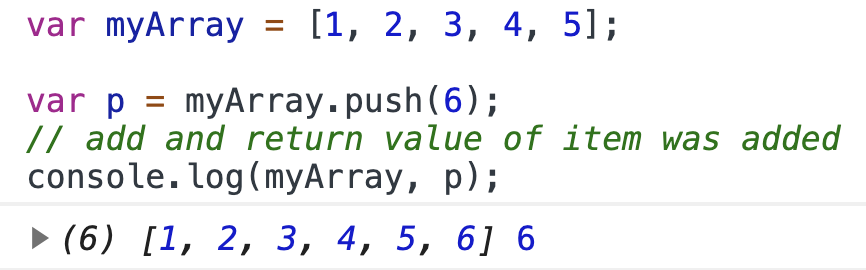 var myArray = [1, 2, 3, 4, 5];
var p = myArray.push(6);
// add and return value of item was added
console.log(myArray, p);
(6) [1, 2, 3, 4, 5, 6] 6